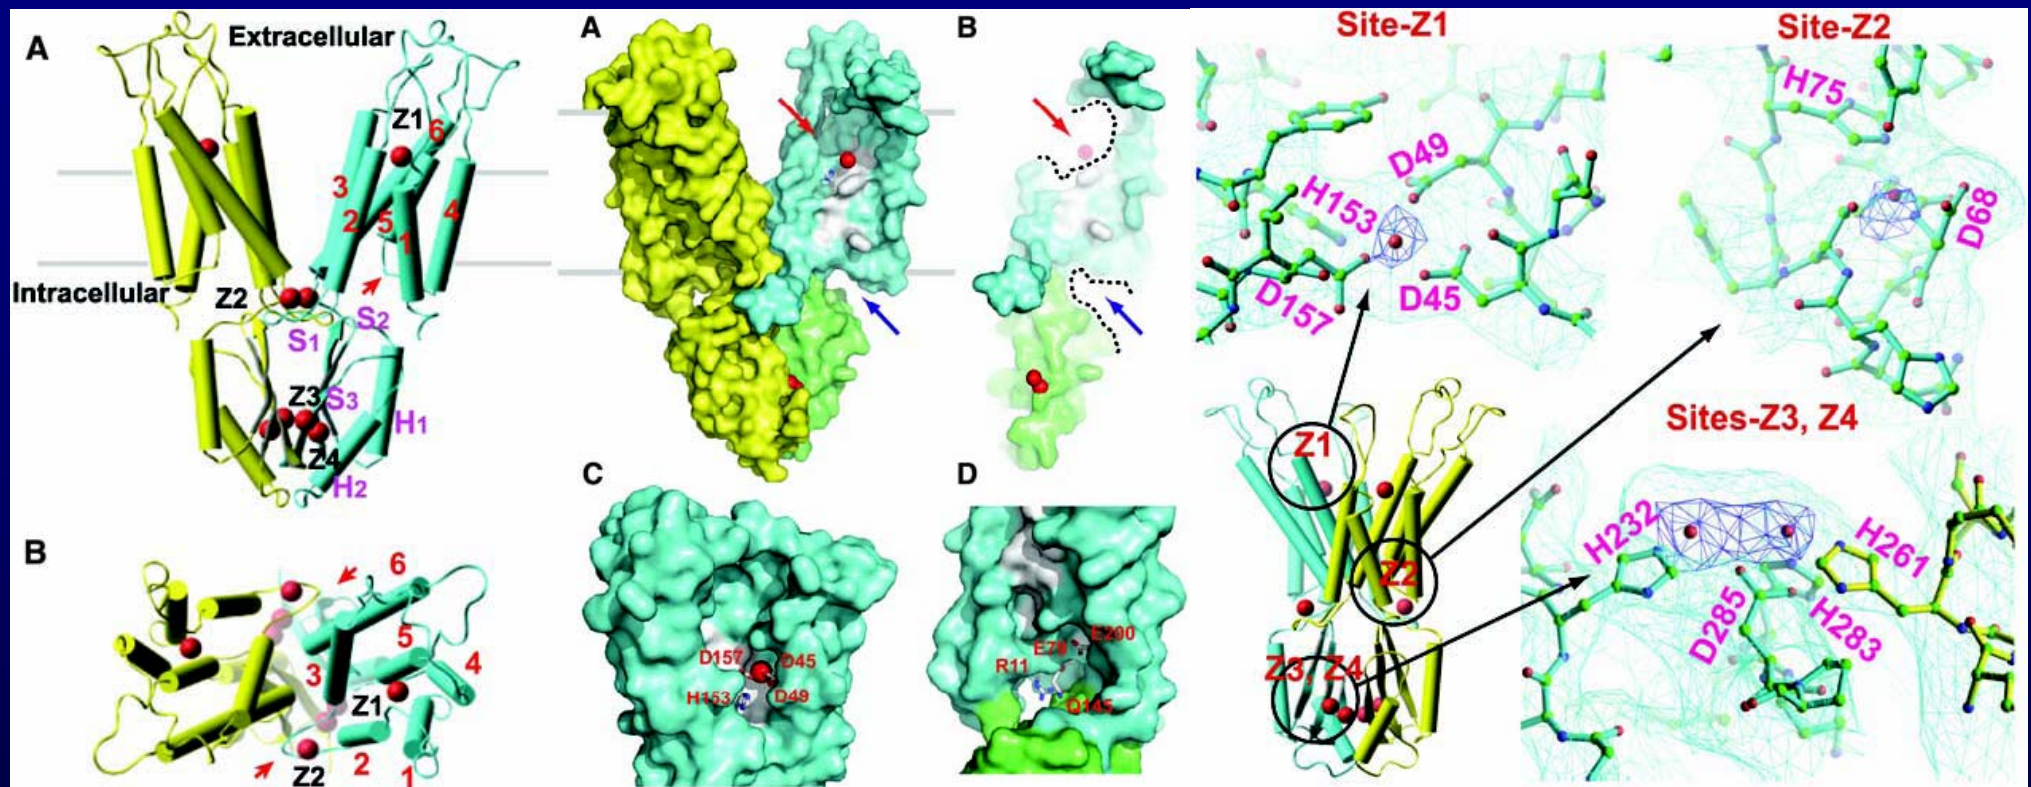 A
Extracellular
Z1
6
3
2
5
1
4
Intracellular
Z2
S1
S2
Z3
S3
Z4
H1
H2
B
6
5
4
3
Z1
2
1
Z2
A
B
C
D157
D45
H153
D49
D
E79
E200
R11
Q145
Site-Z1
D49
H153
D157
D45
Site-Z2
H75
D68
Z1
Z2
Z3, Z4
Sites-Z3, Z4
H232
H261
D285
H283